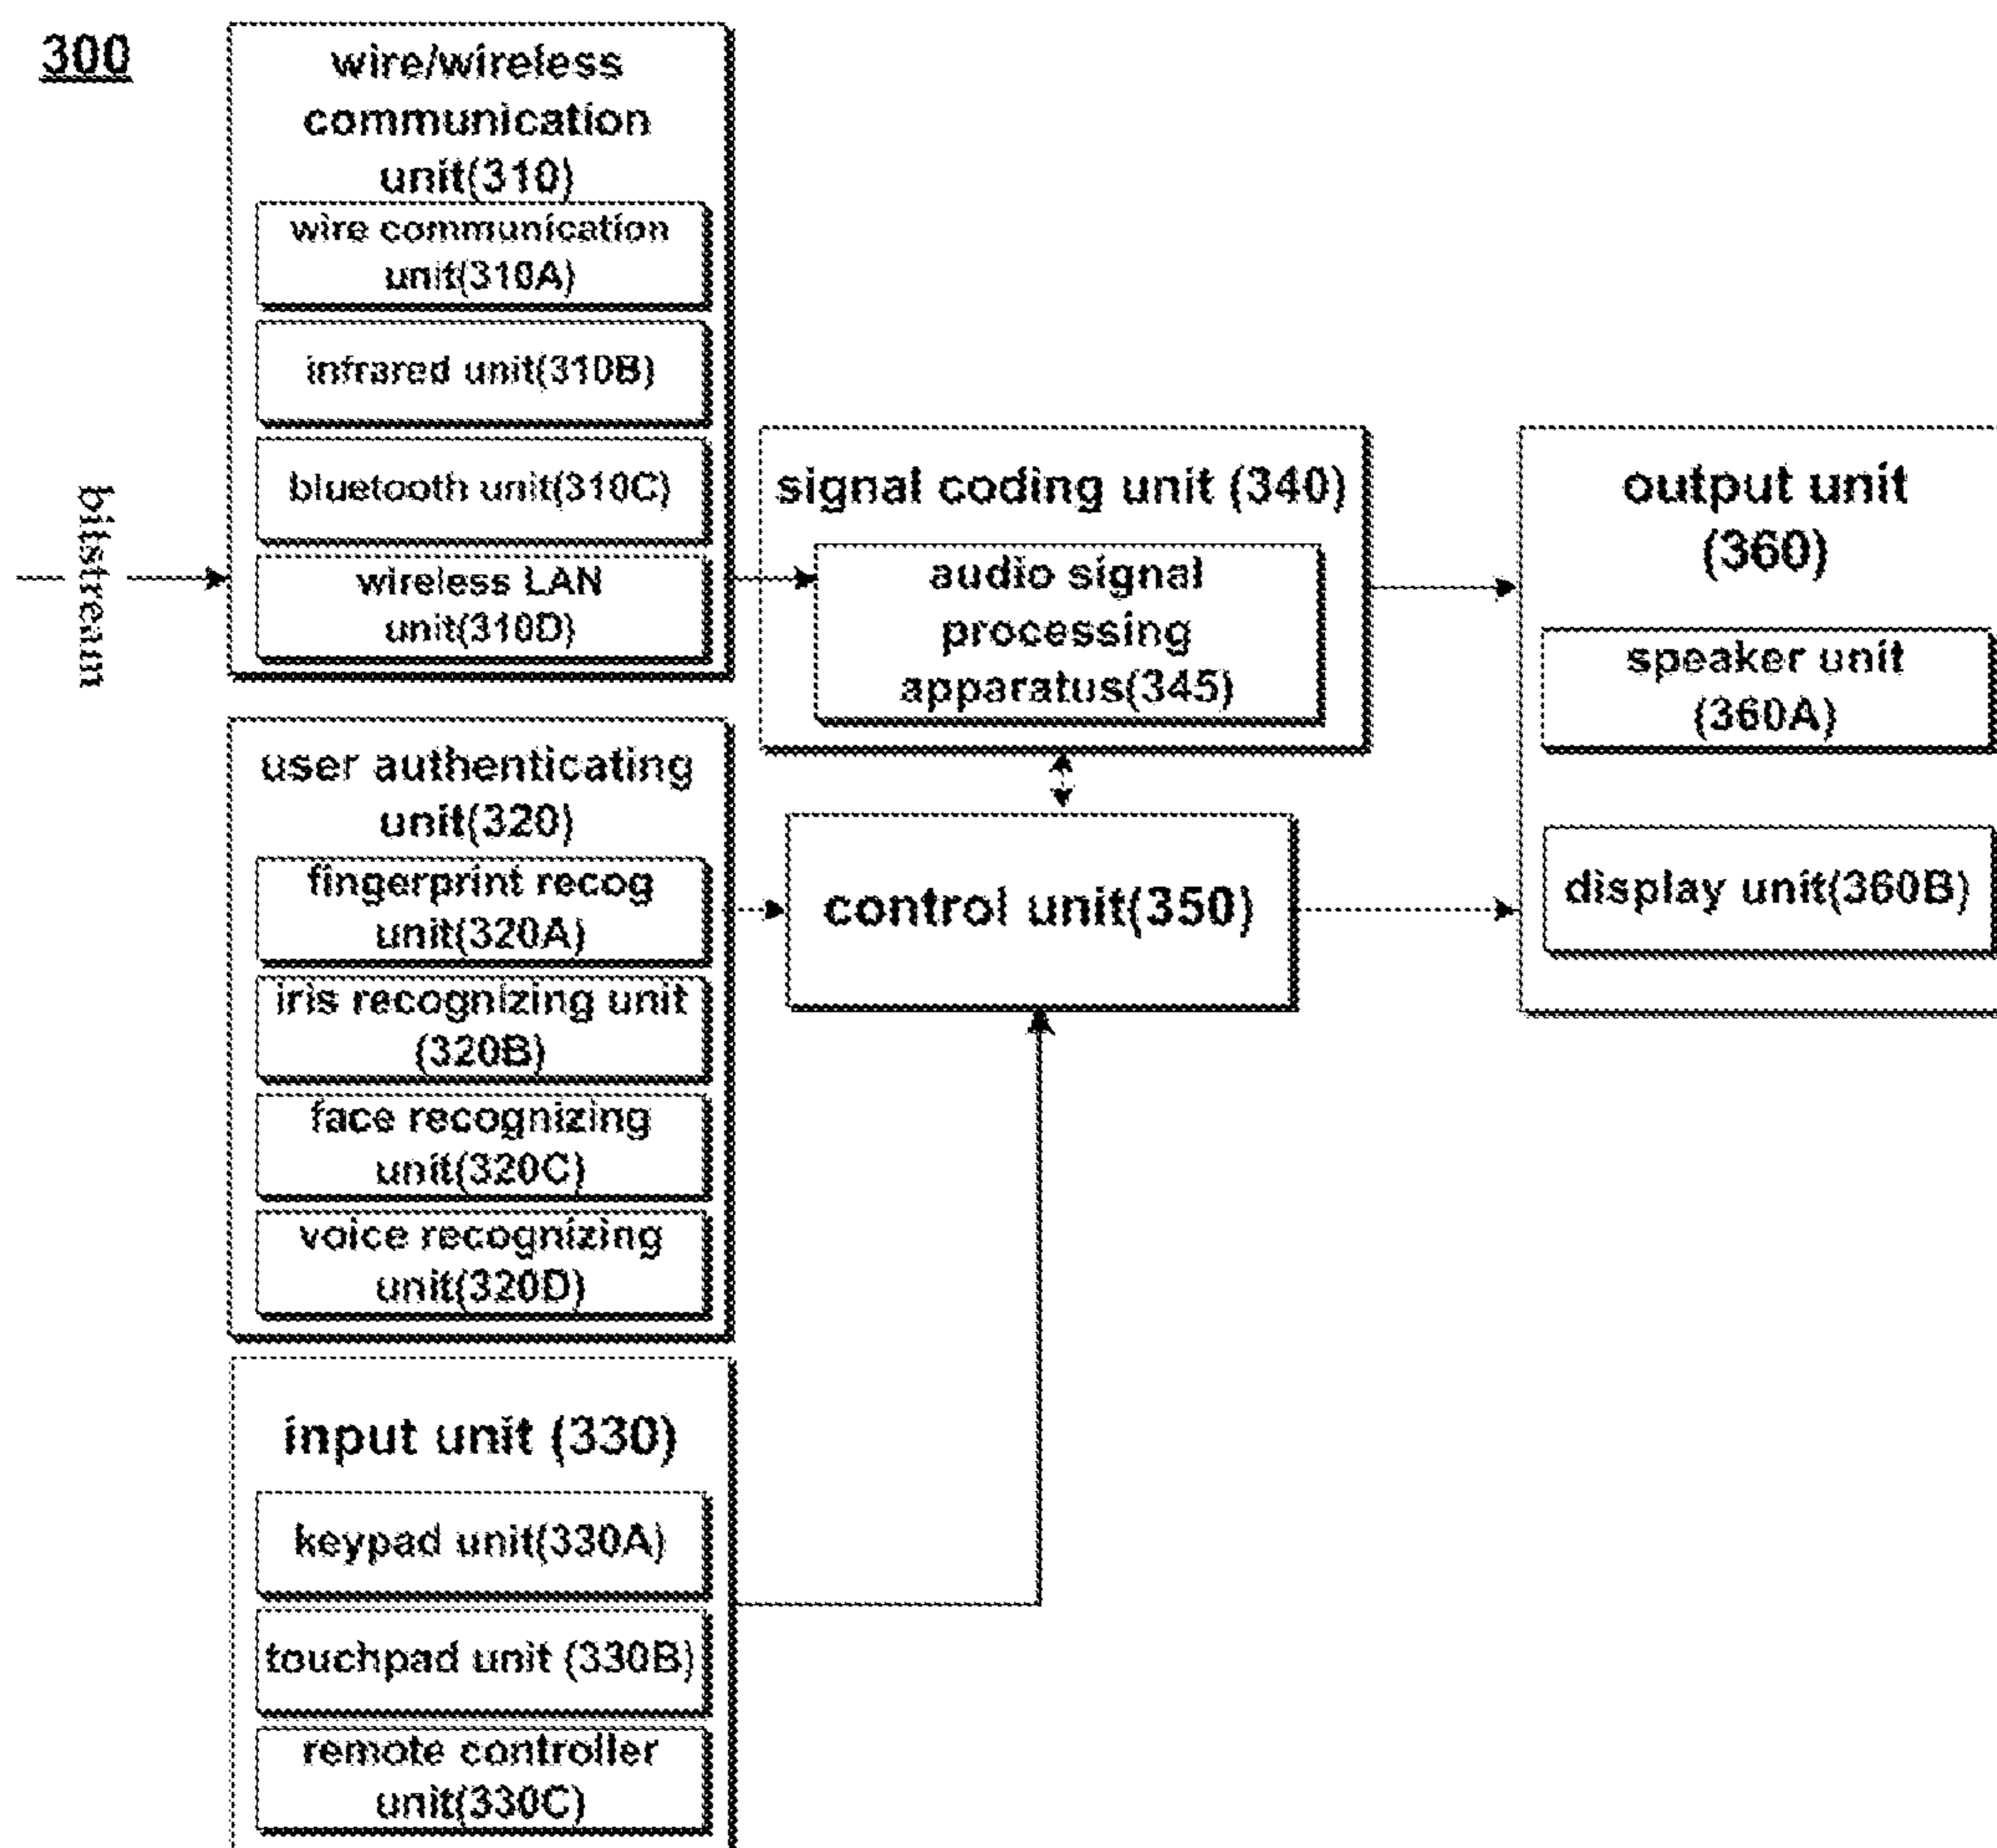 300
wire/wireless
communication
unit(310)
wire communication
unit(310A)
infrared unit(310B)
bluetooth unit(310C)
wireless LAN
unit(310D)
bitstream
user authenticating
unit(320)
fingerprint recog
unit(320A)
iris recognizing unit
(320B)
face recognizing
unit(320C)
voice recognizing
unit(320D)
input unit (330)
keypad unit(330A)
touchpad unit (330B)
remote controller
unit(330C)
signal coding unit (340)
audio signal
processing
apparatus(345)
control unit(350)
output unit
(360)
speaker unit
(360A)
display unit(360B)